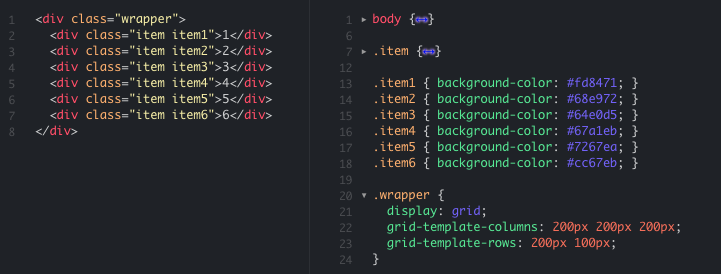 1 <div class="wrapper">
2 <div class="item item1">1</div>
3 <div class="item item2">2</div>
4 <div class="item item3">3</div>
5 <div class="item item4">4</div>
6 <div class="item item5">5</div>
7 <div class="item item6">6</div>
8 </div>
1 body {}
6
7 .item {}
12
13 .item1 { background-color: #fd8471; }
14 .item2 { background-color: #68e972; }
15 .item3 { background-color: #64e0d5; }
16 .item4 { background-color: #67a1eb; }
17 .item5 { background-color: #7267ea; }
18 .item6 { background-color: #cc67eb; }
19
20 .wrapper {
21 display: grid;
22 grid-template-columns: 200px 200px 200px;
23 grid-template-rows: 200px 100px;
24 }